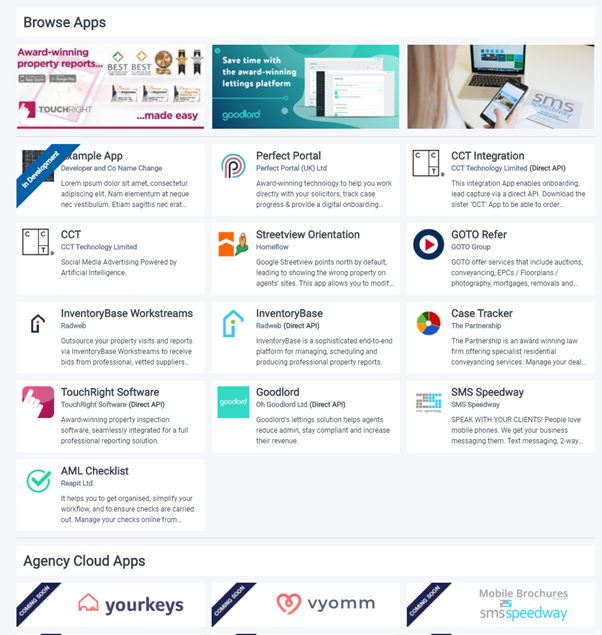 Browse Apps
Award-winning
property reports...
BEST BEST
TOUCHRIGHT
...made easy
Save time with
the award-winning
lettings platform
goodlord
sms
speedway
In Development
Example App
Developer and Co Name Change
Lorem ipsum dolor sit amet, consectetur
adipiscing elit. Nam elementum at neque
nec vestibulum. Etiam sagittis nec erat...
Perfect Portal
Perfect Portal (UK) Ltd
Award-winning technology to help you work
directly with your solicitors, track case
progress & provide a digital onboarding...
CCT
CCT Integration
CCT Technology Limited (Direct API)
This integration App enables onboarding,
lead capture via a direct API. Download the
sister 'CCT' App to be able to order...
CCT
CCT
CCT Technology Limited
Social Media Advertising Powered by
Artificial Intelligence.
Streetview Orientation
Homeflow
Google Streetview points north by default,
leading to showing the wrong property on
agents' sites. This app allows you to modif...
GOTO Refer
GOTO Group
GOTO offer services that include auctions,
conveyancing, EPCs / Floorplans /
photography, mortgages, removals and...
InventoryBase Workstreams
Radweb
Outsource your property visits and reports
via InventoryBase Workstreams to receive
bids from professional, vetted suppliers...
InventoryBase
Radweb (Direct API)
InventoryBase is a sophisticated end-to-end
platform for managing, scheduling and
producing professional property reports.
Case Tracker
The Partnership
The Partnership is an award winning law
firm offering specialist residential
conveyancing services. Manage your deal...
TouchRight Software
TouchRight Software (Direct API)
Award-winning property inspection
software, seamlessly integrated for a full
professional reporting solution.
goodlord
Goodlord
Oh Goodlord Ltd (Direct API)
Goodlord's lettings solution helps agents
reduce admin, stay compliant and increase
their revenue.
SMS Speedway
SMS Speedway
SPEAK WITH YOUR CLIENTS! People love
mobile phones. We get your business
messaging them. Text messaging, 2-way...
AML Checklist
Reapit Ltd
It helps you to get organised, simplify your
workflow, and to ensure checks are carried
out. Manage your checks online from...
Agency Cloud Apps
COMING SOON
yourkeys
COMING SOON
vyomm
COMING SOON
Mobile Brochures
smsspeedway